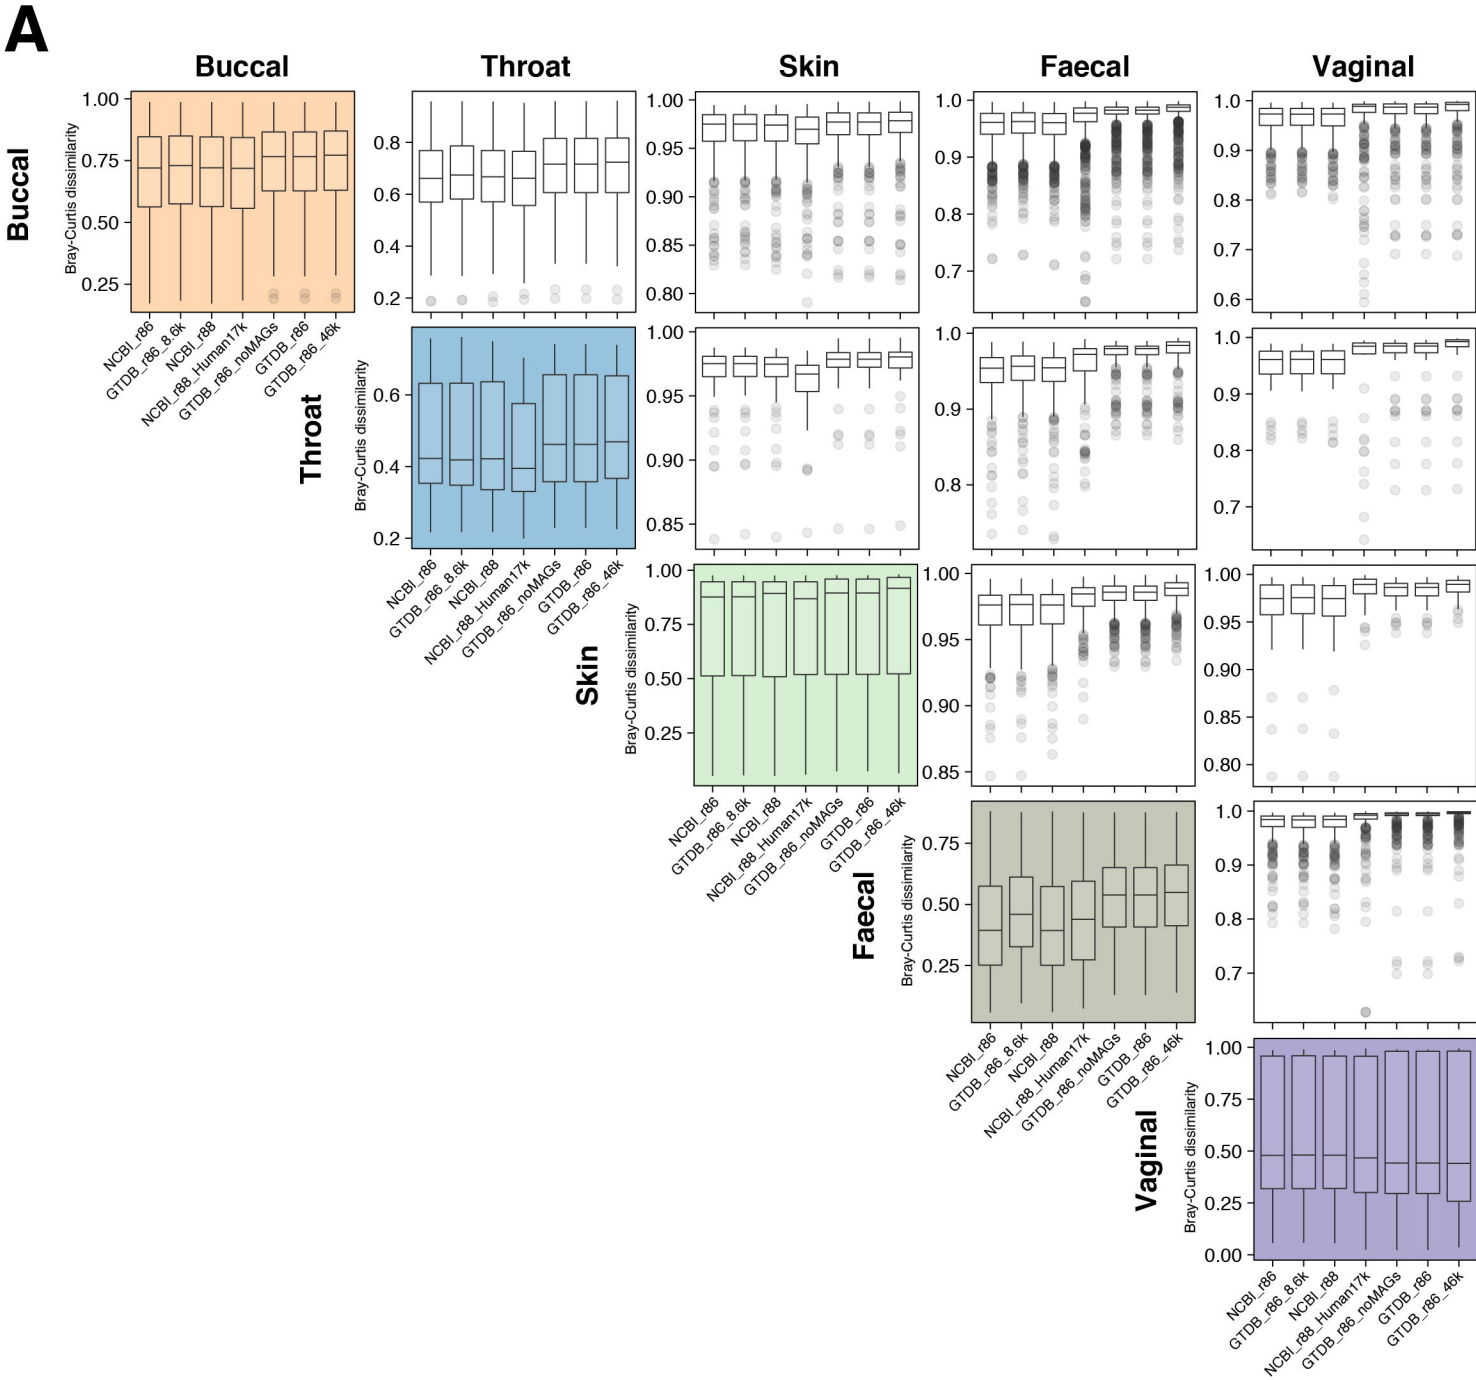 A
Buccal Throat Skin Faecal Vaginal
Buccal
Bray-Curtis dissimilarity
1.00
0.75
0.50
0.25
0.8
0.6
0.4
0.2
1.00
0.95
0.90
0.85
0.80
1.0
0.9
0.8
0.7
1.0
0.9
0.8
0.7
0.6
NCBI_r86
GTDB_r86_8.6k
NCBI_r88
NCBI_r88_Human17k
GTDB_r86_noMAGs
GTDB_r86
GTDB_r86_46k
Throat
Bray-Curtis dissimilarity
0.6
0.4
0.2
1.00
0.95
0.90
0.85
1.0
0.9
0.8
1.0
0.9
0.8
0.7
NCBI_r86
GTDB_r86_8.6k
NCBI_r88
NCBI_r88_Human17k
GTDB_r86_noMAGs
GTDB_r86
GTDB_r86_46k
Skin
Bray-Curtis dissimilarity
1.00
0.75
0.50
0.25
1.00
0.95
0.90
0.85
1.00
0.95
0.90
0.85
0.80
NCBI_r86
GTDB_r86_8.6k
NCBI_r88
NCBI_r88_Human17k
GTDB_r86_noMAGs
GTDB_r86
GTDB_r86_46k
Faecal
Bray-Curtis dissimilarity
0.75
0.50
0.25
1.0
0.9
0.8
0.7
NCBI_r86
GTDB_r86_8.6k
NCBI_r88
NCBI_r88_Human17k
GTDB_r86_noMAGs
GTDB_r86
GTDB_r86_46k
Vaginal
Bray-Curtis dissimilarity
1.00
0.75
0.50
0.25
0.00
NCBI_r86
GTDB_r86_8.6k
NCBI_r88
NCBI_r88_Human17k
GTDB_r86_noMAGs
GTDB_r86
GTDB_r86_46k